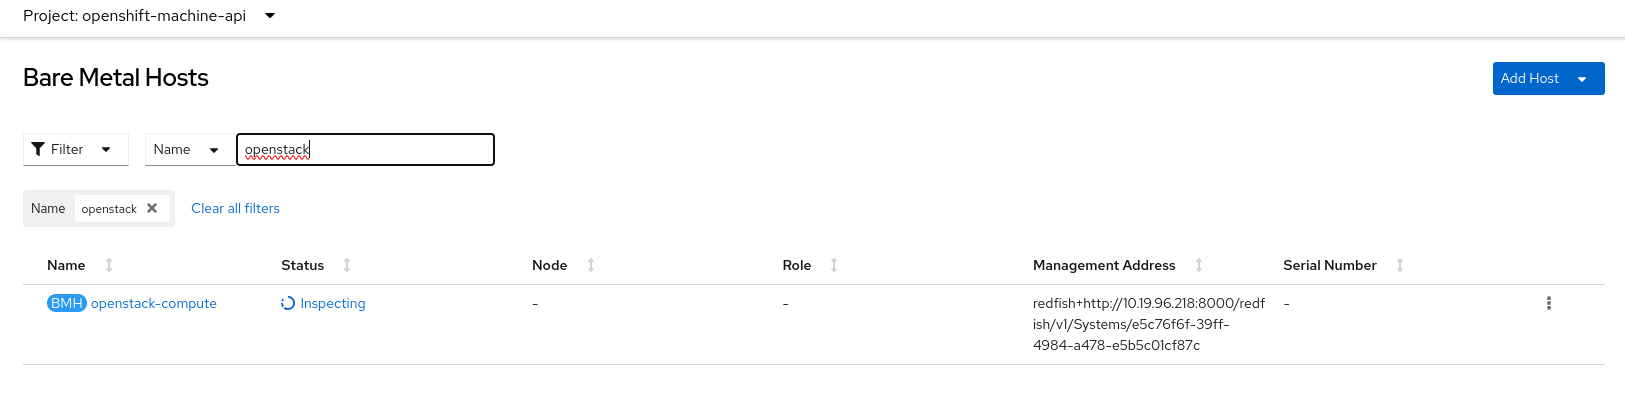 Project: openshift-machine-api
Bare Metal Hosts
Add Host
Filter
Name
openstack
Name openstack
Clear all filters
Name Status Node Role Management Address Serial Number
BMH openstack-compute Inspecting - - redfish+http://10.19.96.218:8000/redf -
ish/v1/Systems/e5c76f6f-39ff-
4984-a478-e5b5c01cf87c